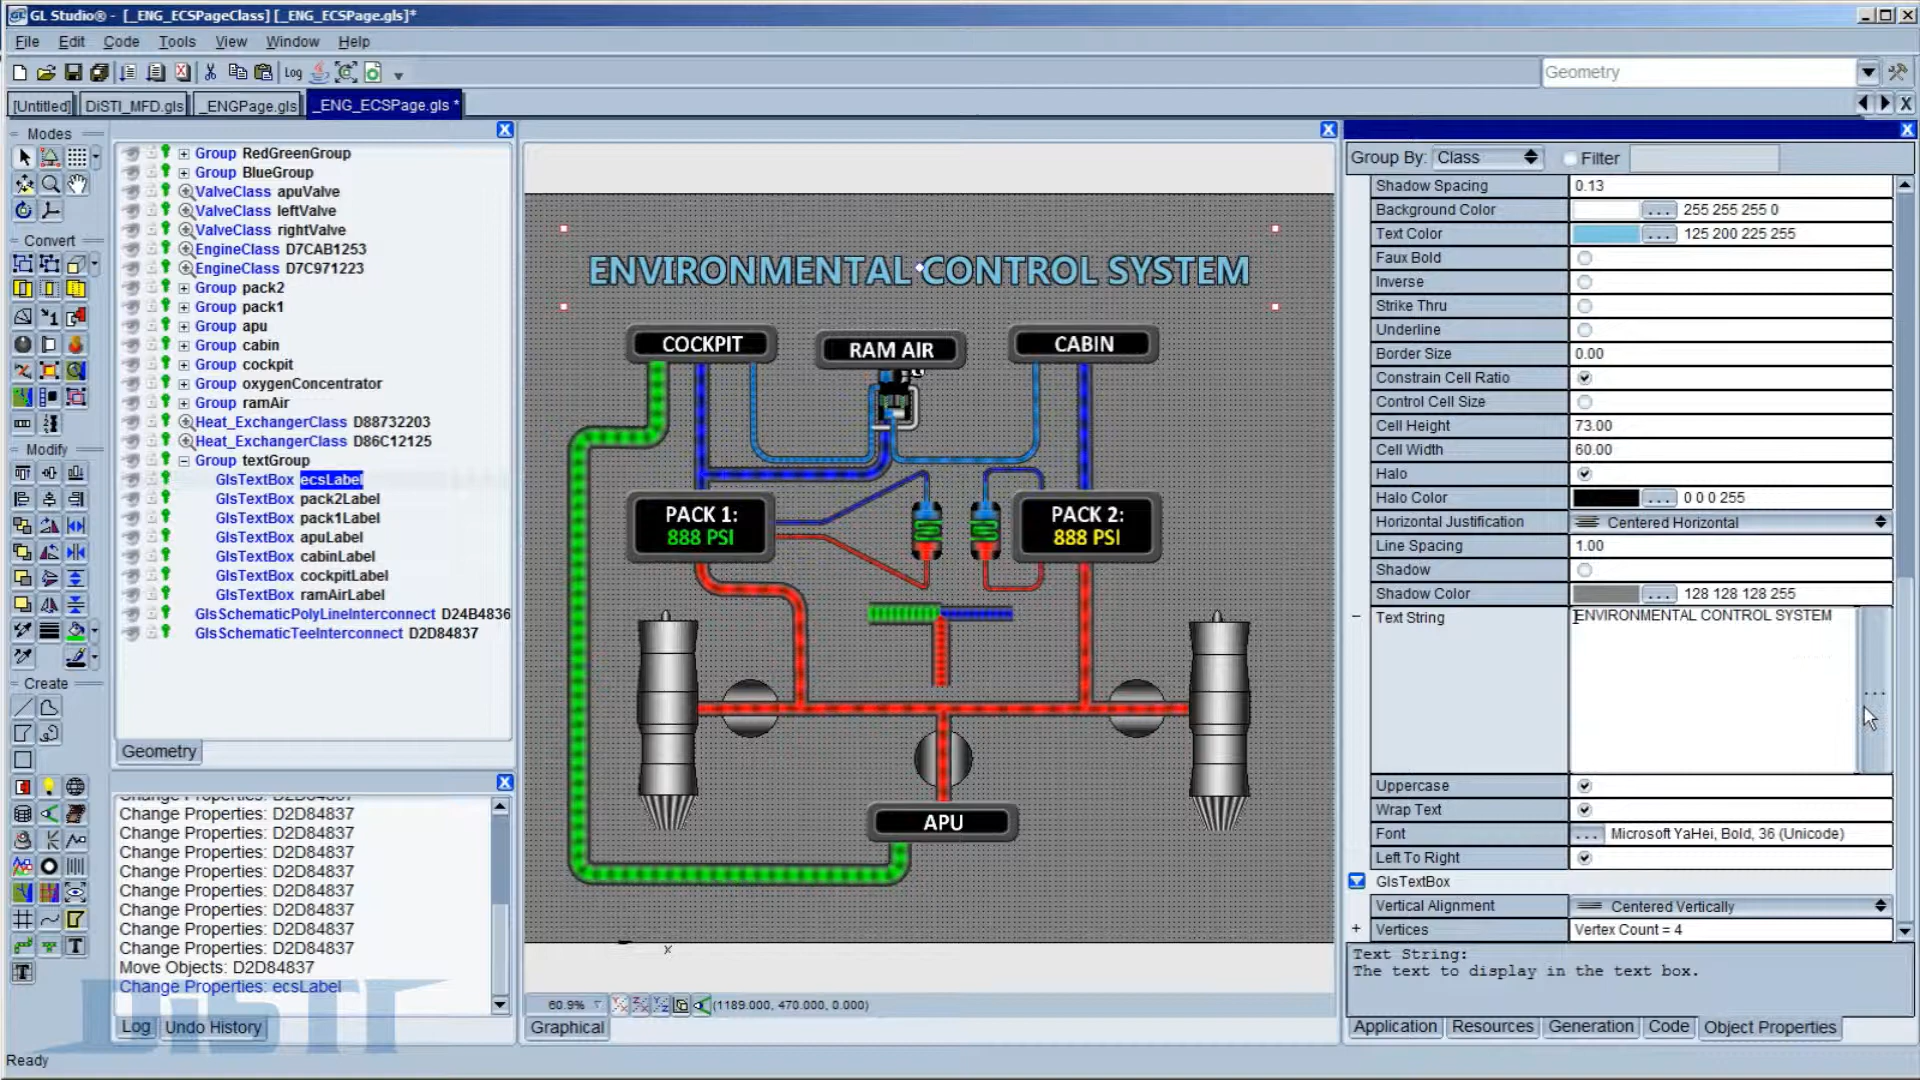 GL Studio® - [_ENG_ECSPageClass] [_ENG_ECSPage.gls]*
File Edit Code Tools View Window Help
Log
Geometry
[Untitled] DiSTI_MFD.gls _ENGPage.gls _ENG_ECSPage.gls *
Modes
Convert
Modify
Create
Group RedGreenGroup
Group BlueGroup
ValveClass apuValve
ValveClass leftValve
ValveClass rightValve
EngineClass D7CAB1253
EngineClass D7C971223
Group pack2
Group pack1
Group apu
Group cabin
Group cockpit
Group oxygenConcentrator
Group ramAir
Heat_ExchangerClass D88732203
Heat_ExchangerClass D86C12125
Group textGroup
GlsTextBox ecsLabel
GlsTextBox pack2Label
GlsTextBox pack1Label
GlsTextBox apuLabel
GlsTextBox cabinLabel
GlsTextBox cockpitLabel
GlsTextBox ramAirLabel
GlsSchematicPolyLineInterconnect D24B4836
GlsSchematicTeeInterconnect D2D84837
Geometry
Change Properties: D2D84837
Change Properties: D2D84837
Change Properties: D2D84837
Change Properties: D2D84837
Change Properties: D2D84837
Change Properties: D2D84837
Change Properties: D2D84837
Change Properties: D2D84837
Change Properties: D2D84837
Move Objects: D2D84837
Change Properties: ecsLabel
DiSTI
Log Undo History
Ready
ENVIRONMENTAL CONTROL SYSTEM
COCKPIT
RAM AIR
CABIN
PACK 1:
888 PSI
PACK 2:
888 PSI
APU
x
60.9% (1189.000, 470.000, 0.000)
Graphical
Group By: Class Filter
Shadow Spacing 0.13
Background Color ... 255 255 255 0
Text Color ... 125 200 225 255
Faux Bold
Inverse
Strike Thru
Underline
Border Size 0.00
Constrain Cell Ratio
Control Cell Size
Cell Height 73.00
Cell Width 60.00
Halo
Halo Color ... 0 0 0 255
Horizontal Justification Centered Horizontal
Line Spacing 1.00
Shadow
Shadow Color ... 128 128 128 255
Text String ENVIRONMENTAL CONTROL SYSTEM
...
Uppercase
Wrap Text
Font ... Microsoft YaHei, Bold, 36 (Unicode)
Left To Right
GlsTextBox
Vertical Alignment Centered Vertically
Vertices Vertex Count = 4
Text String:
The text to display in the text box.
Application Resources Generation Code Object Properties